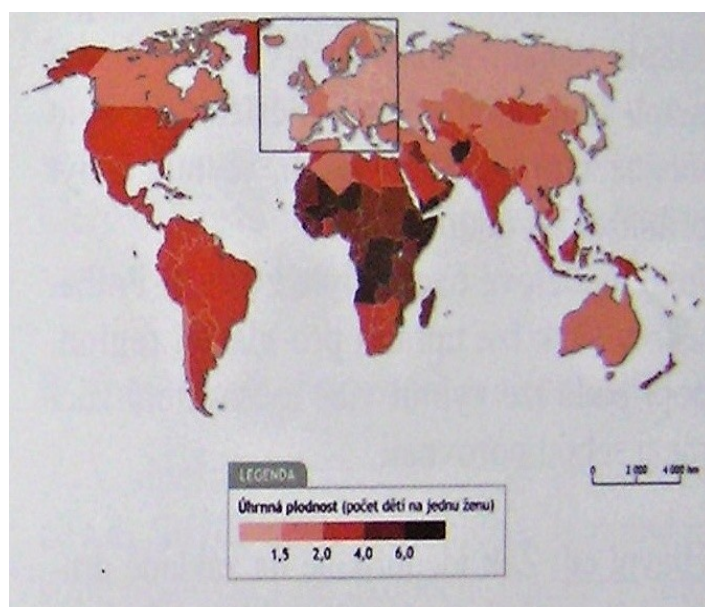 LEGENDA
Úhrnná plodnost (počet dětí na jednu ženu)
1,5 2,0 4,0 6,0
0 2 000 4 000 km